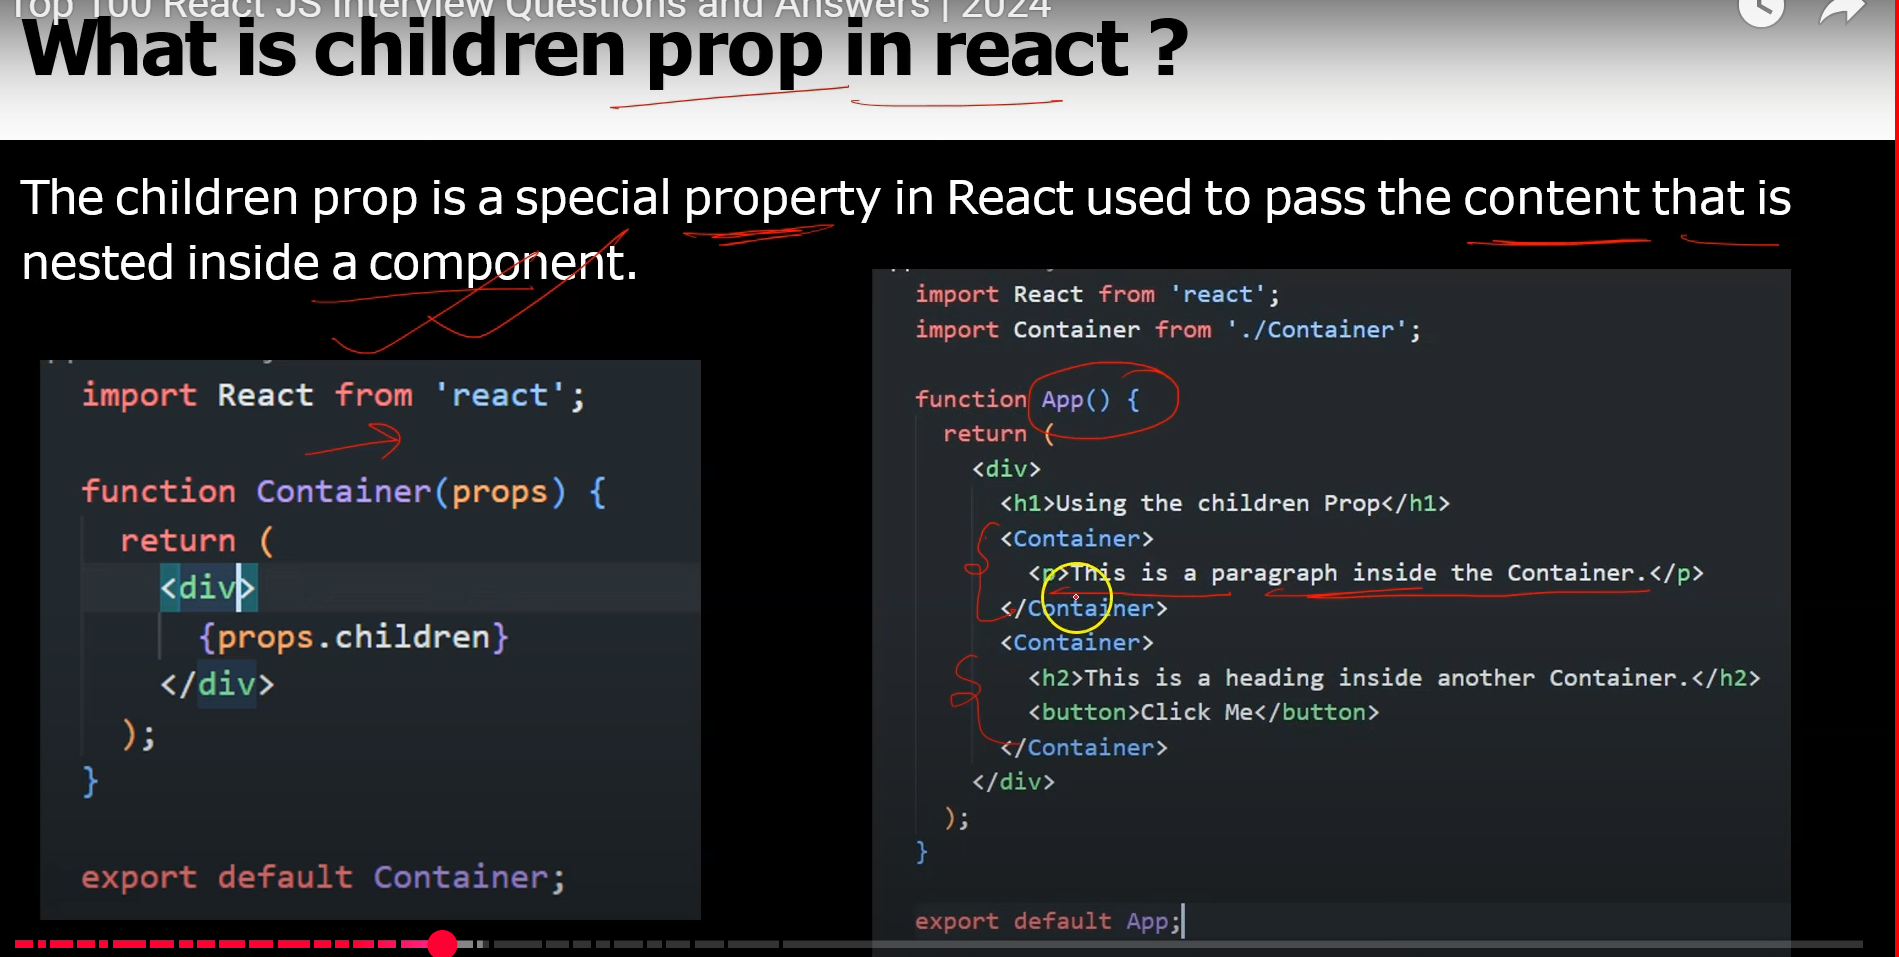 Top 100 React JS Interview Questions and Answers | 2024
What is children prop in react ?
The children prop is a special property in React used to pass the content that is
nested inside a component.
import React from 'react';
function Container(props) {
return (
<div>
{props.children}
</div>
);
}
export default Container;
import React from 'react';
import Container from './Container';
function App() {
return (
<div>
<h1>Using the children Prop</h1>
<Container>
<p>This is a paragraph inside the Container.</p>
</Container>
<Container>
<h2>This is a heading inside another Container.</h2>
<button>Click Me</button>
</Container>
</div>
);
}
export default App;